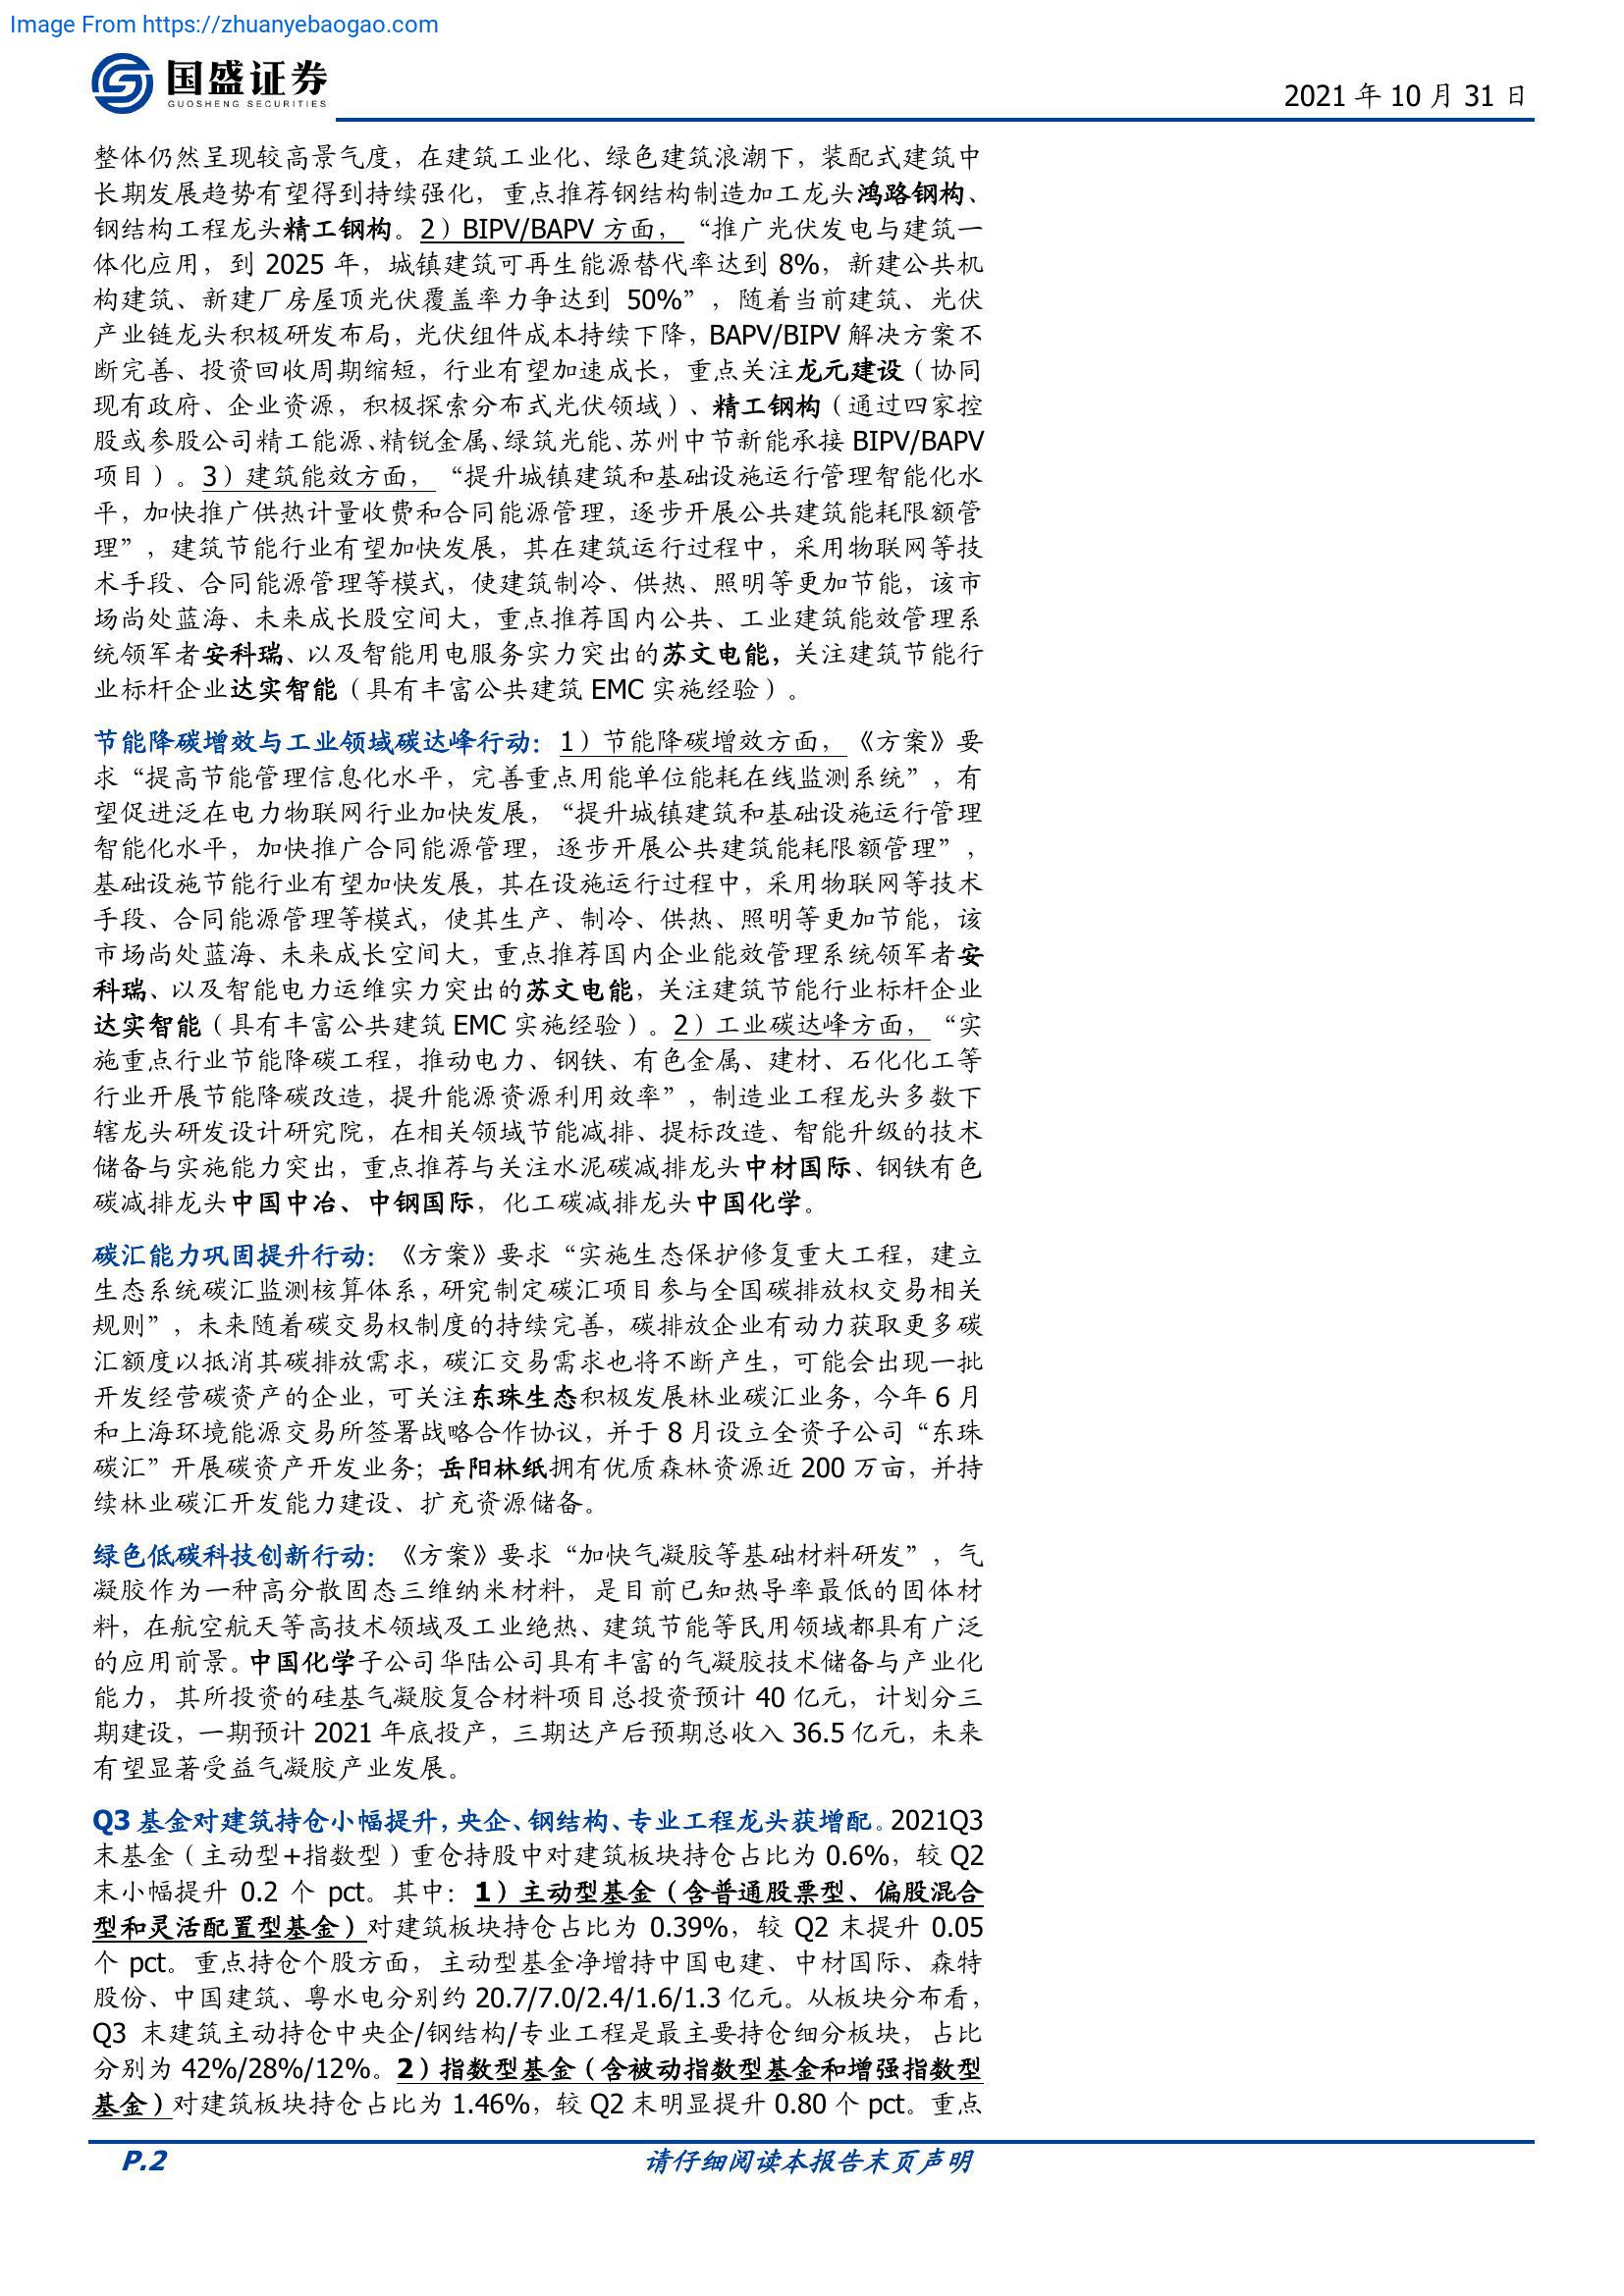 Image From https://zhuanyebaogao.com
国盛证券
GUOSHENG SECURITIES
2021 年 10 月 31 日
整体仍然呈现较高景气度，在建筑工业化、绿色建筑浪潮下，装配式建筑中
长期发展趋势有望得到持续强化，重点推荐钢结构制造加工龙头鸿路钢构、
钢结构工程龙头精工钢构。2）BIPV/BAPV 方面，“推广光伏发电与建筑一
体化应用，到 2025 年，城镇建筑可再生能源替代率达到 8%，新建公共机
构建筑、新建厂房屋顶光伏覆盖率力争达到 50%”，随着当前建筑、光伏
产业链龙头积极研发布局，光伏组件成本持续下降，BAPV/BIPV 解决方案不
断完善、投资回收周期缩短，行业有望加速成长，重点关注龙元建设（协同
现有政府、企业资源，积极探索分布式光伏领域）、精工钢构（通过四家控
股或参股公司精工能源、精锐金属、绿筑光能、苏州中节新能承接 BIPV/BAPV
项目）。3）建筑能效方面，“提升城镇建筑和基础设施运行管理智能化水
平，加快推广供热计量收费和合同能源管理，逐步开展公共建筑能耗限额管
理”，建筑节能行业有望加快发展，其在建筑运行过程中，采用物联网等技
术手段、合同能源管理等模式，使建筑制冷、供热、照明等更加节能，该市
场尚处蓝海、未来成长股空间大，重点推荐国内公共、工业建筑能效管理系
统领军者安科瑞、以及智能用电服务实力突出的苏文电能，关注建筑节能行
业标杆企业达实智能（具有丰富公共建筑 EMC 实施经验）。
节能降碳增效与工业领域碳达峰行动：1）节能降碳增效方面，《方案》要
求“提高节能管理信息化水平，完善重点用能单位能耗在线监测系统”，有
望促进泛在电力物联网行业加快发展，“提升城镇建筑和基础设施运行管理
智能化水平，加快推广合同能源管理，逐步开展公共建筑能耗限额管理”，
基础设施节能行业有望加快发展，其在设施运行过程中，采用物联网等技术
手段、合同能源管理等模式，使其生产、制冷、供热、照明等更加节能，该
市场尚处蓝海、未来成长空间大，重点推荐国内企业能效管理系统领军者安
科瑞、以及智能电力运维实力突出的苏文电能，关注建筑节能行业标杆企业
达实智能（具有丰富公共建筑 EMC 实施经验）。2）工业碳达峰方面，“实
施重点行业节能降碳工程，推动电力、钢铁、有色金属、建材、石化化工等
行业开展节能降碳改造，提升能源资源利用效率”，制造业工程龙头多数下
辖龙头研发设计研究院，在相关领域节能减排、提标改造、智能升级的技术
储备与实施能力突出，重点推荐与关注水泥碳减排龙头中材国际、钢铁有色
碳减排龙头中国中冶、中钢国际，化工碳减排龙头中国化学。
碳汇能力巩固提升行动：《方案》要求“实施生态保护修复重大工程，建立
生态系统碳汇监测核算体系，研究制定碳汇项目参与全国碳排放权交易相关
规则”，未来随着碳交易权制度的持续完善，碳排放企业有动力获取更多碳
汇额度以抵消其碳排放需求，碳汇交易需求也将不断产生，可能会出现一批
开发经营碳资产的企业，可关注东珠生态积极发展林业碳汇业务，今年 6 月
和上海环境能源交易所签署战略合作协议，并于 8 月设立全资子公司“东珠
碳汇”开展碳资产开发业务；岳阳林纸拥有优质森林资源近 200 万亩，并持
续林业碳汇开发能力建设、扩充资源储备。
绿色低碳科技创新行动：《方案》要求“加快气凝胶等基础材料研发”，气
凝胶作为一种高分散固态三维纳米材料，是目前已知热导率最低的固体材
料，在航空航天等高技术领域及工业绝热、建筑节能等民用领域都具有广泛
的应用前景。中国化学子公司华陆公司具有丰富的气凝胶技术储备与产业化
能力，其所投资的硅基气凝胶复合材料项目总投资预计 40 亿元，计划分三
期建设，一期预计 2021 年底投产，三期达产后预期总收入 36.5 亿元，未来
有望显著受益气凝胶产业发展。
Q3 基金对建筑持仓小幅提升，央企、钢结构、专业工程龙头获增配。2021Q3
末基金（主动型+指数型）重仓持股中对建筑板块持仓占比为 0.6%，较 Q2
末小幅提升 0.2 个 pct。其中：1）主动型基金（含普通股票型、偏股混合
型和灵活配置型基金）对建筑板块持仓占比为 0.39%，较 Q2 末提升 0.05
个 pct。重点持仓个股方面，主动型基金净增持中国电建、中材国际、森特
股份、中国建筑、粤水电分别约 20.7/7.0/2.4/1.6/1.3 亿元。从板块分布看，
Q3 末建筑主动持仓中央企/钢结构/专业工程是最主要持仓细分板块，占比
分别为 42%/28%/12%。2）指数型基金（含被动指数型基金和增强指数型
基金）对建筑板块持仓占比为 1.46%，较 Q2 末明显提升 0.80 个 pct。重点
P.2
请仔细阅读本报告末页声明